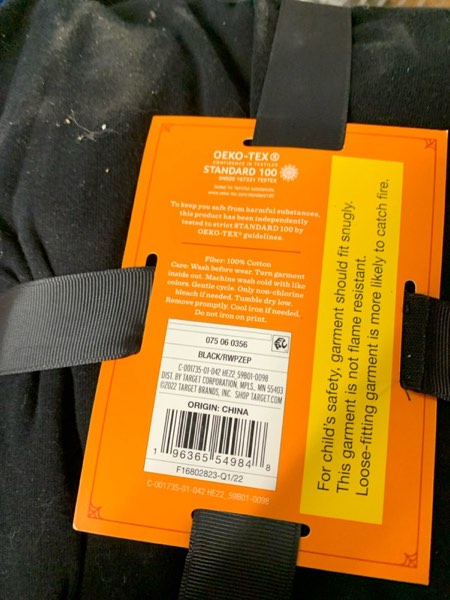 OEKO-TEX®
CONFIDENCE IN TEXTILES
STANDARD 100
To keep you safe from harmful substances,
this product has been independently
tested to strict STANDARD 100 by
OEKO-TEX® guidelines.
Fiber: 100% Cotton
Care: Wash before wear. Turn garment
inside out. Machine wash cold with like
colors. Gentle cycle. Only non-chlorine
bleach if needed. Tumble dry low.
Remove promptly. Cool iron if needed.
Do not iron on print.
075 06 0356
BLACK/RWPZEP
C-001735-01-042 HE22, 59801-0098
DIST. BY TARGET CORPORATION, MPLS., MN 55403
©2022 TARGET BRANDS, INC. SHOP TARGET.COM
ORIGIN: CHINA
1 96365 54984 8
F16802823-Q1/22
C-001735-01-042 HE22, 59801-0098
For child's safety, garment should fit snugly.
This garment is not flame resistant.
Loose-fitting garment is more likely to catch fire.